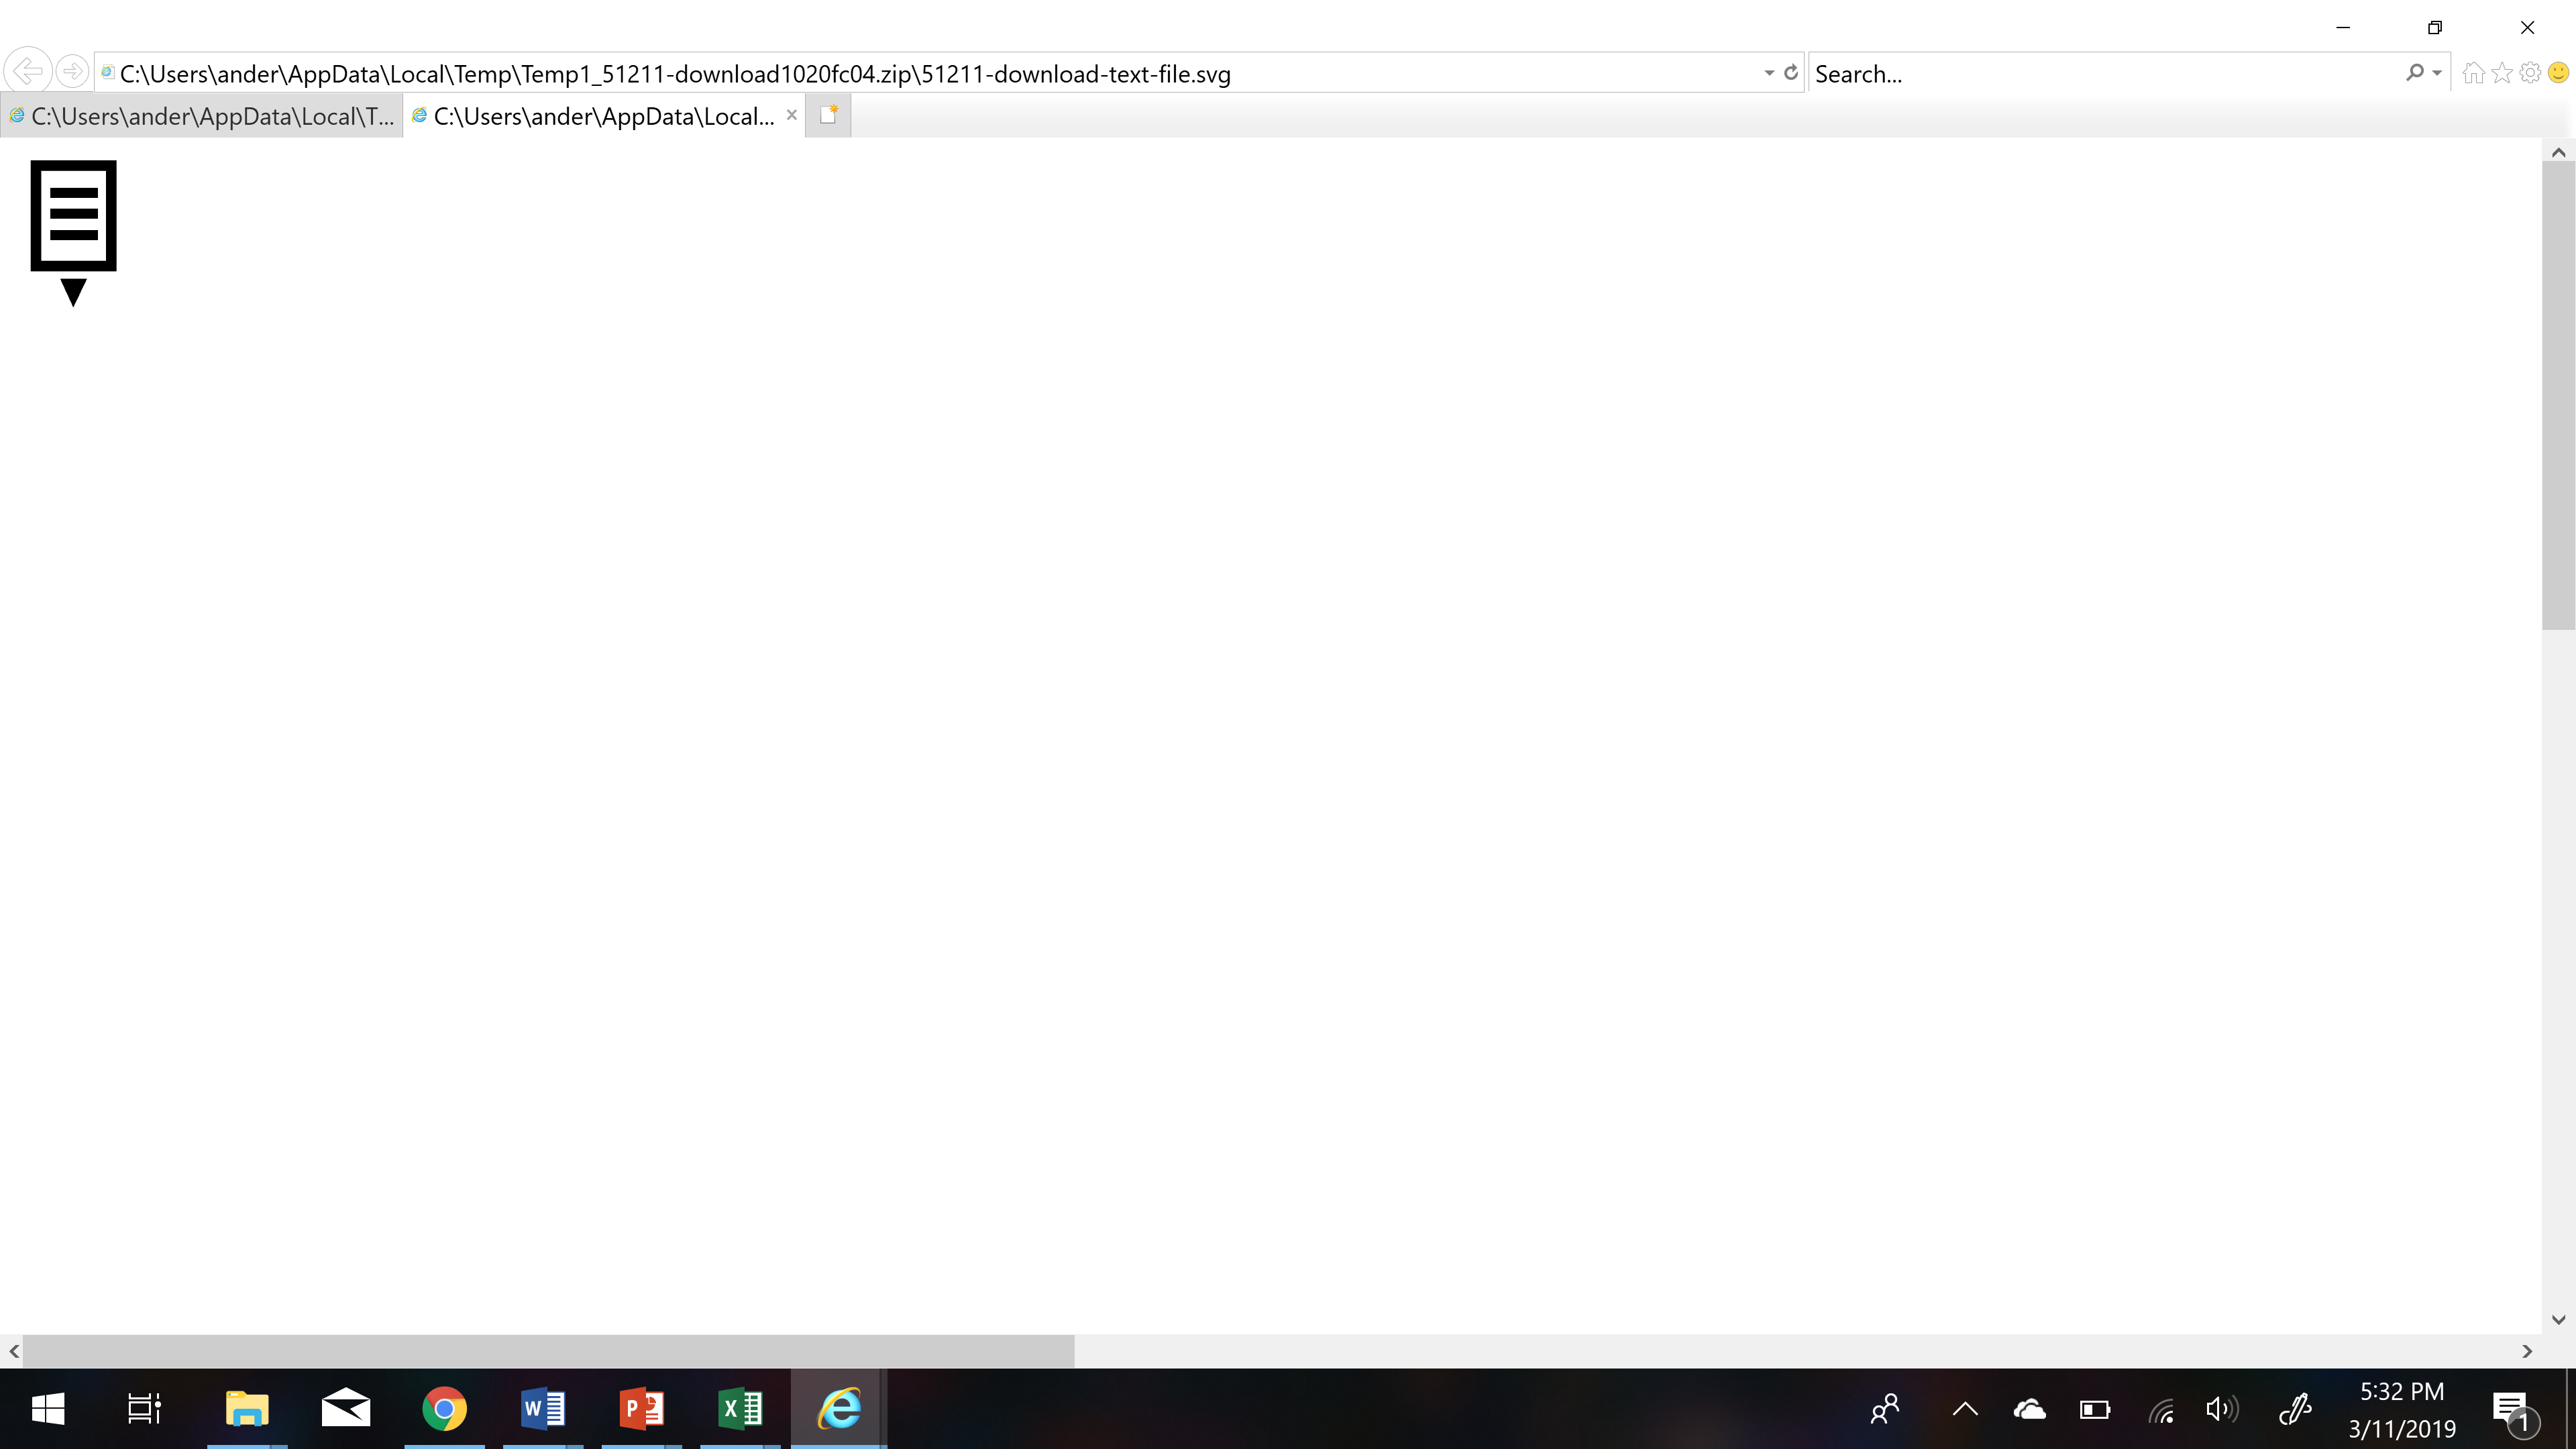 C:\Users\ander\AppData\Local\Temp\Temp1_51211-download1020fc04.zip\51211-download-text-file.svg
Search...
C:\Users\ander\AppData\Local\T...
C:\Users\ander\AppData\Local...
W
P
X
5:32 PM
3/11/2019
1